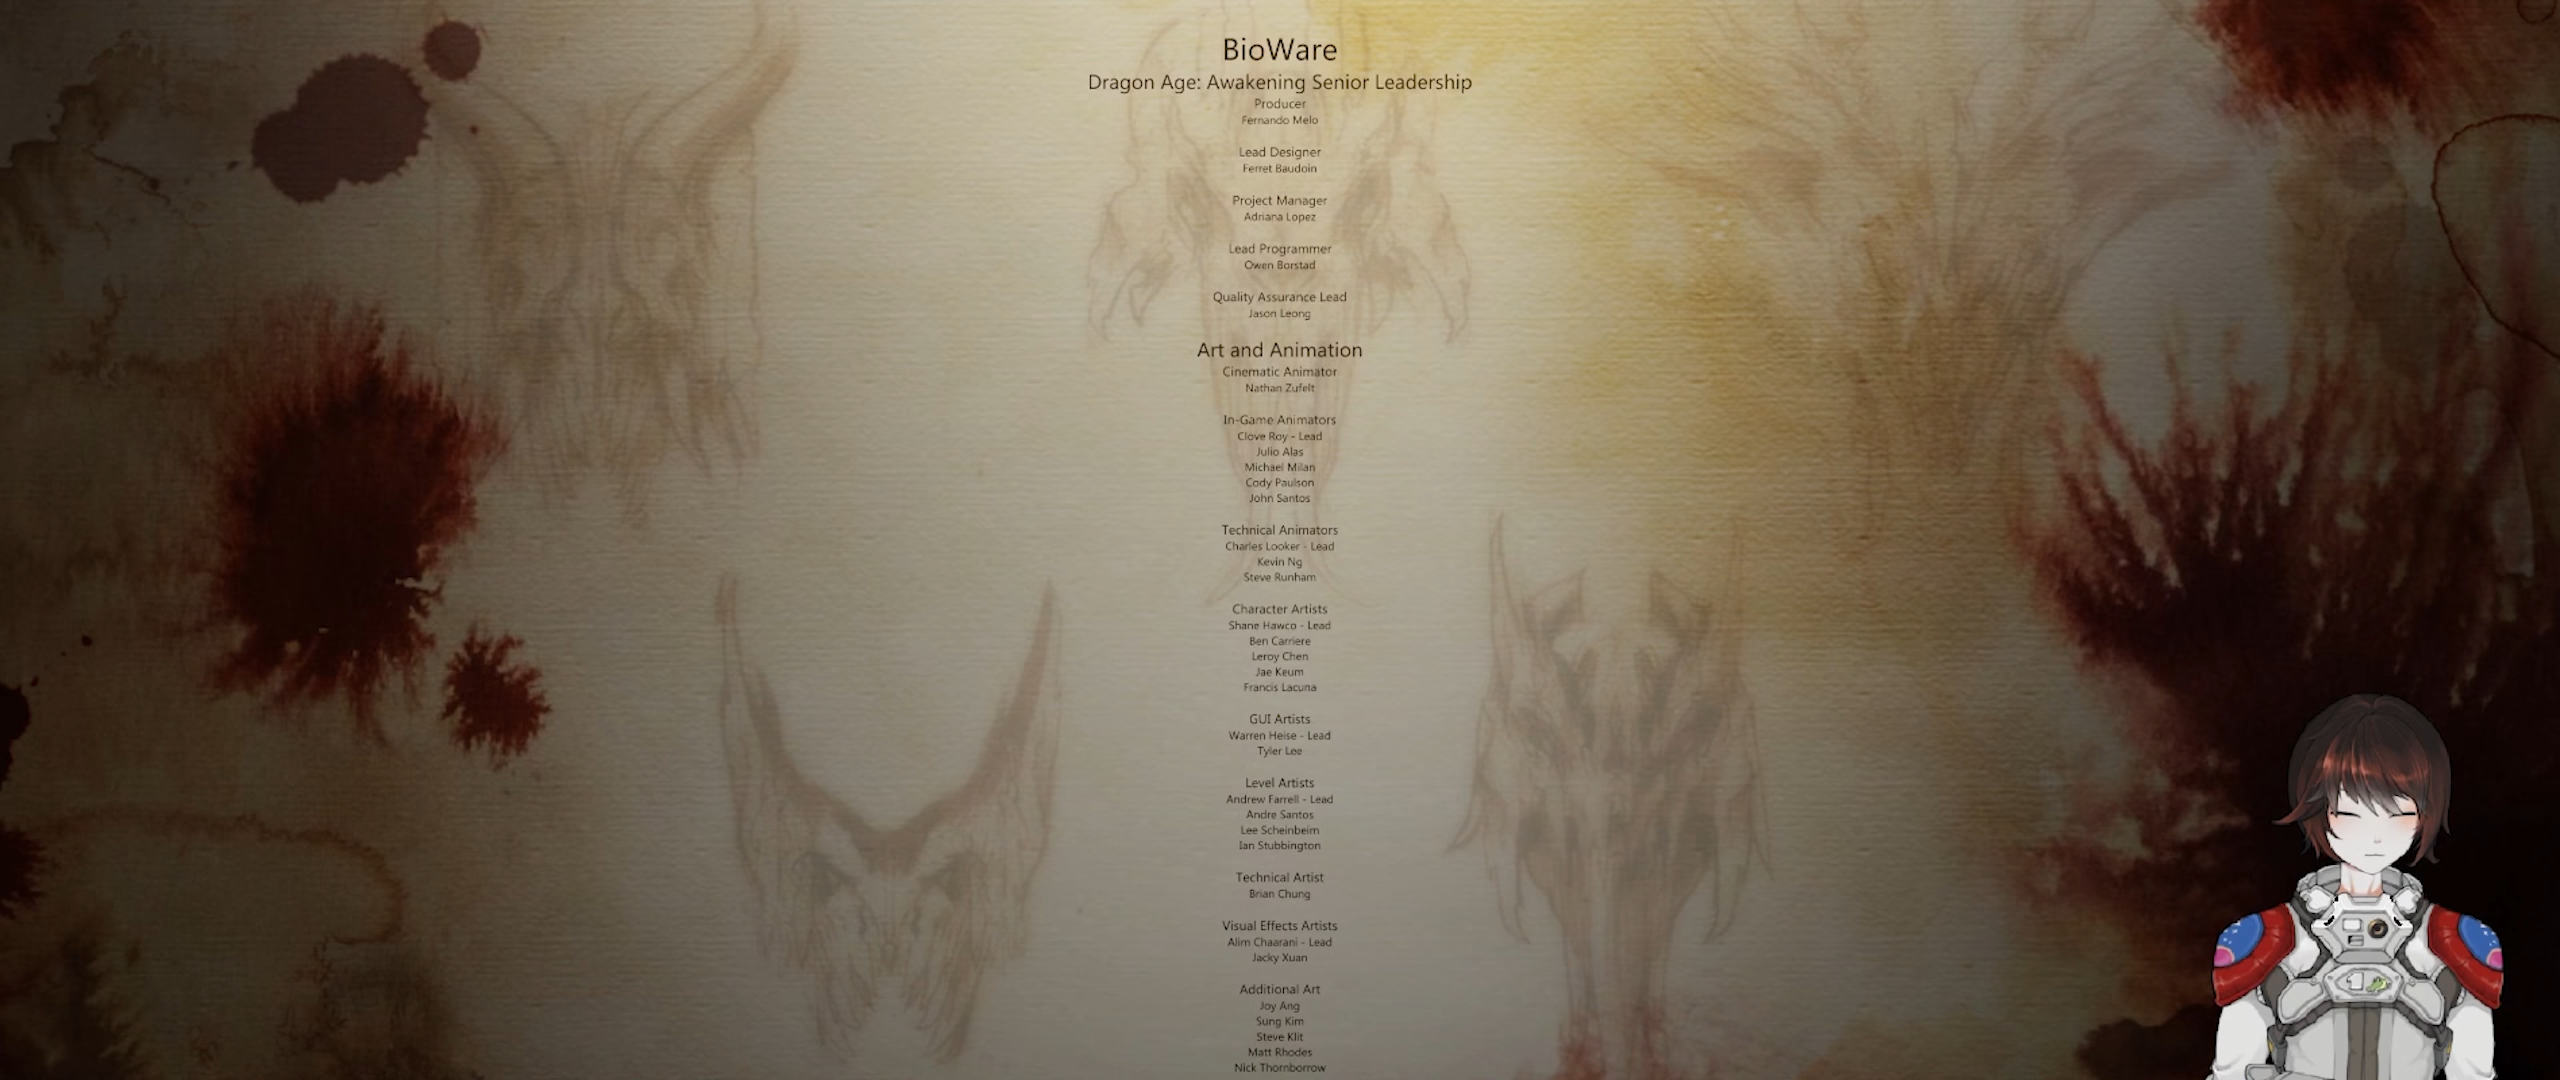 BioWare
Dragon Age: Awakening Senior Leadership
Producer
Fernando Melo
Lead Designer
Ferret Baudoin
Project Manager
Adriana Lopez
Lead Programmer
Owen Borstad
Quality Assurance Lead
Jason Leong
Art and Animation
Cinematic Animator
Nathan Zufelt
In-Game Animators
Clove Roy - Lead
Julio Alas
Michael Milan
Cody Paulson
John Santos
Technical Animators
Charles Looker - Lead
Kevin Ng
Steve Runham
Character Artists
Shane Hawco - Lead
Ben Carriere
Leroy Chen
Jae Keum
Francis Lacuna
GUI Artists
Warren Heise - Lead
Tyler Lee
Level Artists
Andrew Farrell - Lead
Andre Santos
Lee Scheinbeim
Ian Stubbington
Technical Artist
Brian Chung
Visual Effects Artists
Alim Chaarani - Lead
Jacky Xuan
Additional Art
Joy Ang
Sung Kim
Steve Klit
Matt Rhodes
Nick Thornborrow